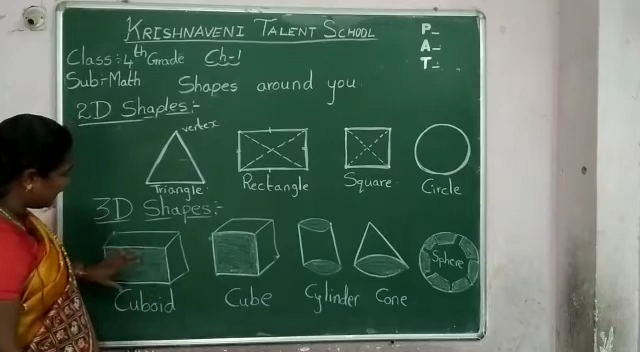 KRISHNAVENI TALENT SCHOOL
P-
A-
T-
Class:- 4th Grade Ch-1
Sub:- Math Shapes around you
2D Shaples:-
vertex
Triangle Rectangle Square Circle
3D Shapes:-
Sphere
Cuboid Cube Cylinder Cone